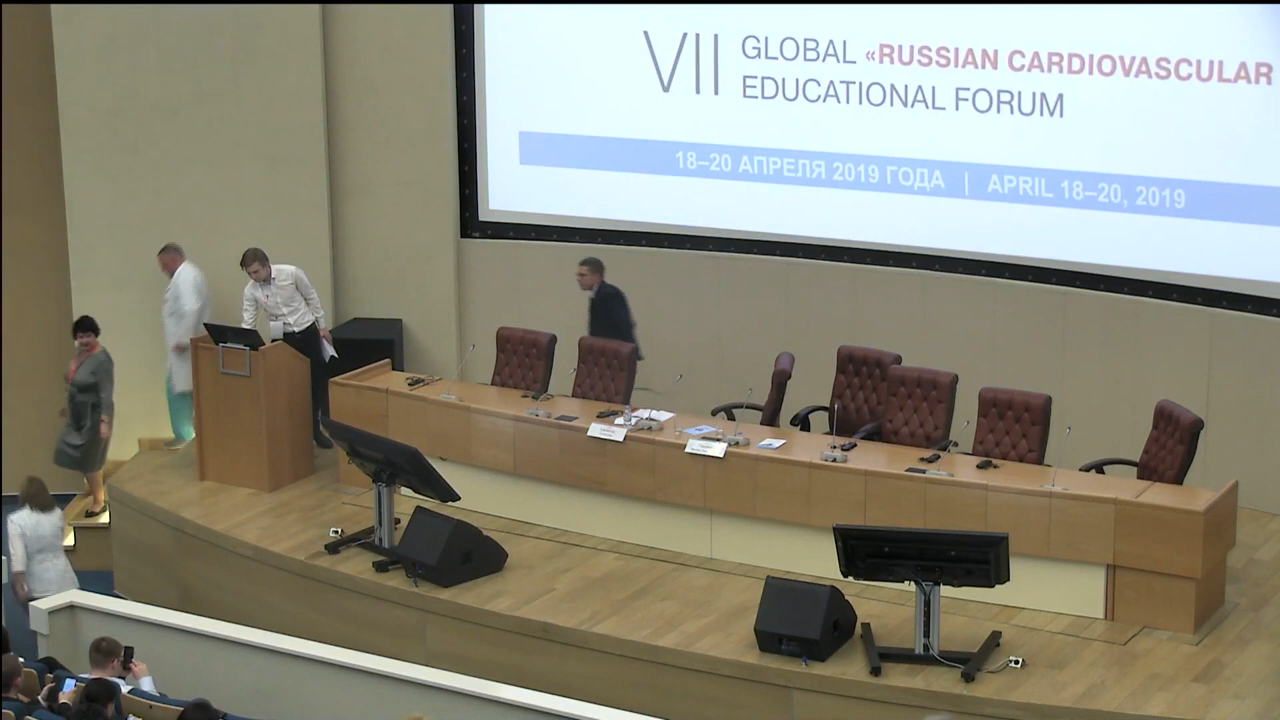 VII GLOBAL «RUSSIAN CARDIOVASCULAR
EDUCATIONAL FORUM
18–20 АПРЕЛЯ 2019 ГОДА | APRIL 18–20, 2019